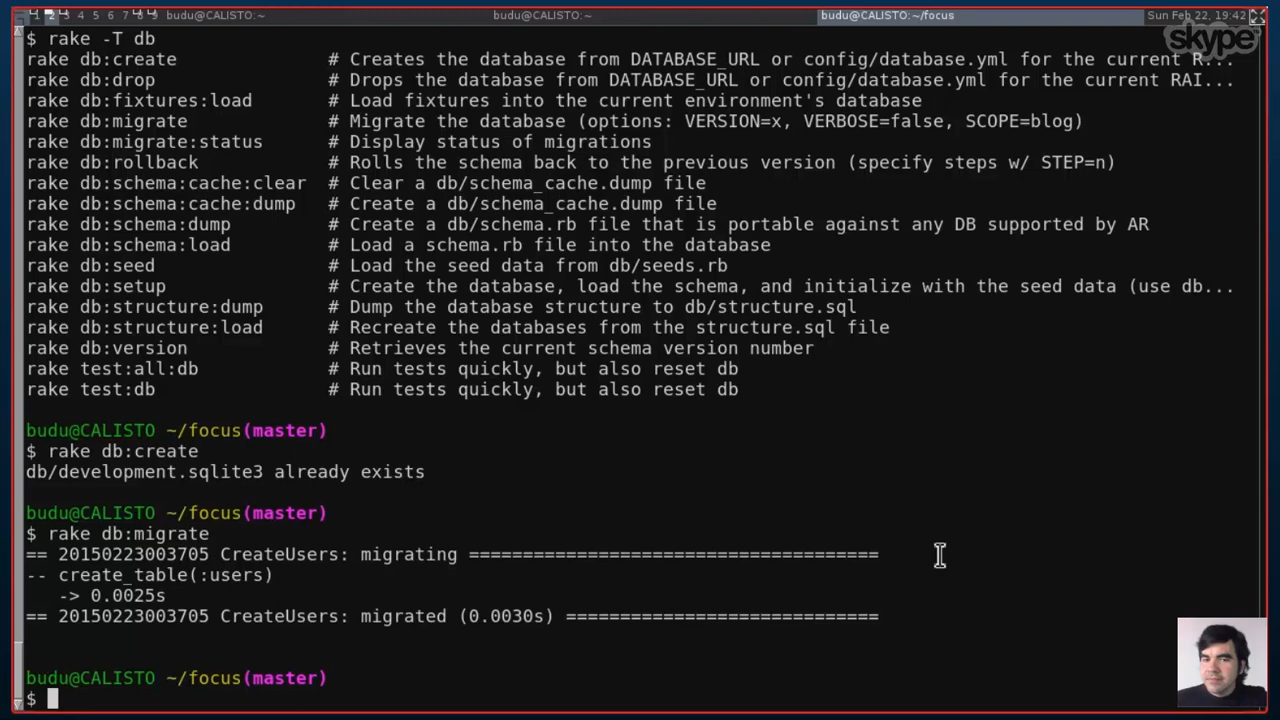 1 2 3 4 5 6 7 8 9 budu@CALISTO:~ budu@CALISTO:~ budu@CALISTO:~/focus Sun Feb 22, 19:42
skype
$ rake -T db
rake db:create # Creates the database from DATABASE_URL or config/database.yml for the current R...
rake db:drop # Drops the database from DATABASE_URL or config/database.yml for the current RAI...
rake db:fixtures:load # Load fixtures into the current environment's database
rake db:migrate # Migrate the database (options: VERSION=x, VERBOSE=false, SCOPE=blog)
rake db:migrate:status # Display status of migrations
rake db:rollback # Rolls the schema back to the previous version (specify steps w/ STEP=n)
rake db:schema:cache:clear # Clear a db/schema_cache.dump file
rake db:schema:cache:dump # Create a db/schema_cache.dump file
rake db:schema:dump # Create a db/schema.rb file that is portable against any DB supported by AR
rake db:schema:load # Load a schema.rb file into the database
rake db:seed # Load the seed data from db/seeds.rb
rake db:setup # Create the database, load the schema, and initialize with the seed data (use db...
rake db:structure:dump # Dump the database structure to db/structure.sql
rake db:structure:load # Recreate the databases from the structure.sql file
rake db:version # Retrieves the current schema version number
rake test:all:db # Run tests quickly, but also reset db
rake test:db # Run tests quickly, but also reset db
budu@CALISTO ~/focus(master)
$ rake db:create
db/development.sqlite3 already exists
budu@CALISTO ~/focus(master)
$ rake db:migrate
== 20150223003705 CreateUsers: migrating ======================================
-- create_table(:users)
-> 0.0025s
== 20150223003705 CreateUsers: migrated (0.0030s) =============================
budu@CALISTO ~/focus(master)
$